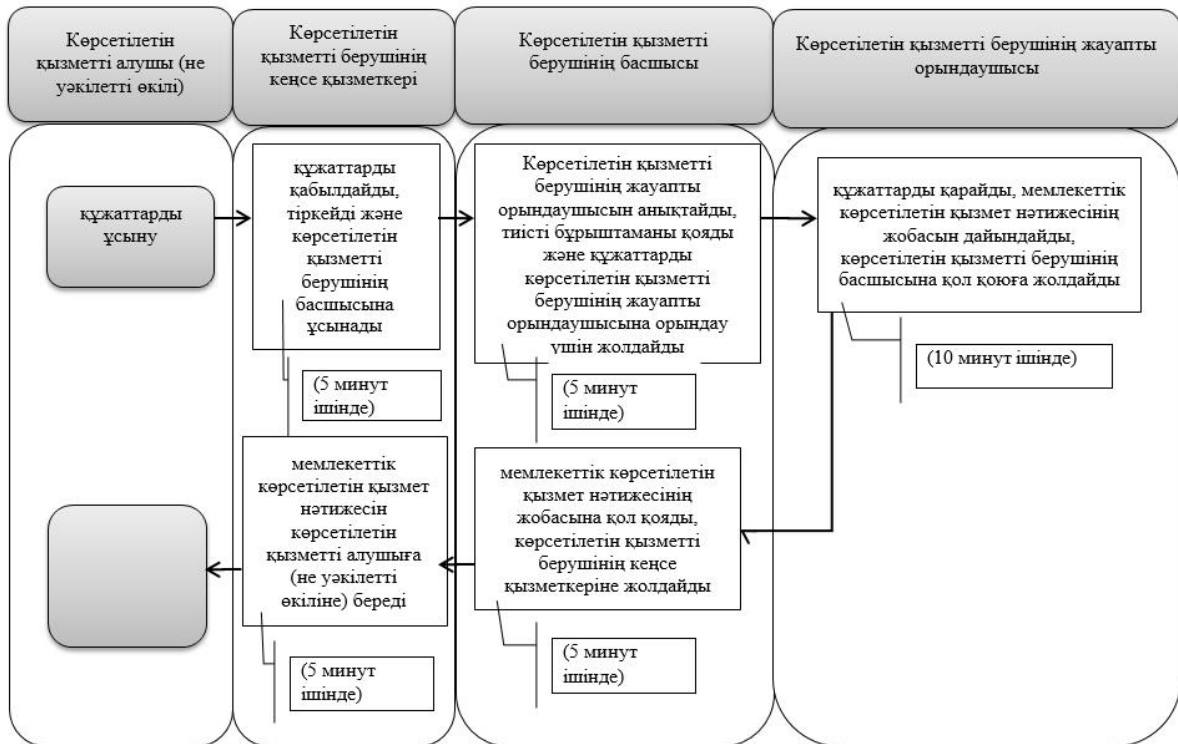 Көрсетілетін
қызметті алушы (не
уәкілетті өкілі)
Көрсетілетін
қызметті берушінің
кеңсе қызметкері
Көрсетілетін қызметті
берушінің басшысы
Көрсетілетін қызметті берушінің жауапты
орындаушысы
құжаттарды
ұсыну
құжаттарды
қабылдайды,
тіркейді және
көрсетілетін
қызметті
берушінің
басшысына
ұсынады
(5 минут
ішінде)
Көрсетілетін қызметті
берушінің жауапты
орындаушысын анықтайды,
тиісті бұрыштаманы қояды
және құжаттарды
көрсетілетін қызметті
берушінің жауапты
орындаушысына орындау
үшін жолдайды
(5 минут
ішінде)
құжаттарды қарайды, мемлекеттік
көрсетілетін қызмет нәтижесінің
жобасын дайындайды,
көрсетілетін қызметті берушінің
басшысына қол қоюға жолдайды
(10 минут ішінде)
мемлекеттік көрсетілетін
қызмет нәтижесінің
жобасына қол қояды,
көрсетілетін қызметті
берушінің кеңсе
қызметкеріне жолдайды
(5 минут
ішінде)
мемлекеттік
көрсетілетін қызмет
нәтижесін
көрсетілетін
қызметті алушыға
(не уәкілетті
өкіліне) береді
(5 минут
ішінде)